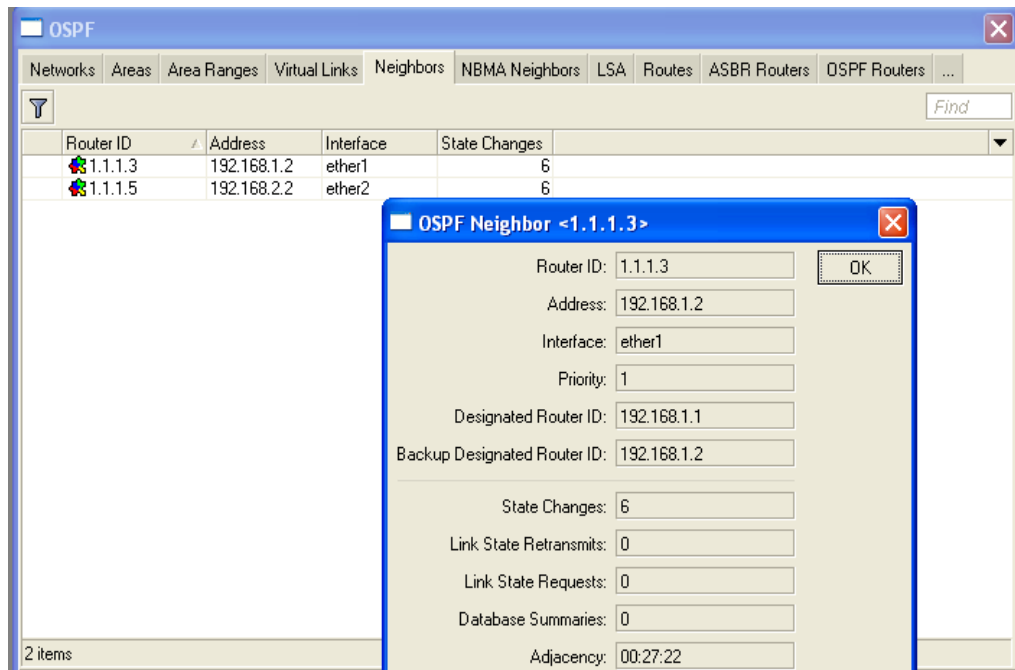 OSPF
Networks Areas Area Ranges Virtual Links Neighbors NBMA Neighbors LSA Routes ASBR Routers OSPF Routers ...
Find
Router ID Address Interface State Changes
1.1.1.3 192.168.1.2 ether1 6
1.1.1.5 192.168.2.2 ether2 6
OSPF Neighbor <1.1.1.3>
Router ID: 1.1.1.3 OK
Address: 192.168.1.2
Interface: ether1
Priority: 1
Designated Router ID: 192.168.1.1
Backup Designated Router ID: 192.168.1.2
State Changes: 6
Link State Retransmits: 0
Link State Requests: 0
Database Summaries: 0
Adjacency: 00:27:22
2 items